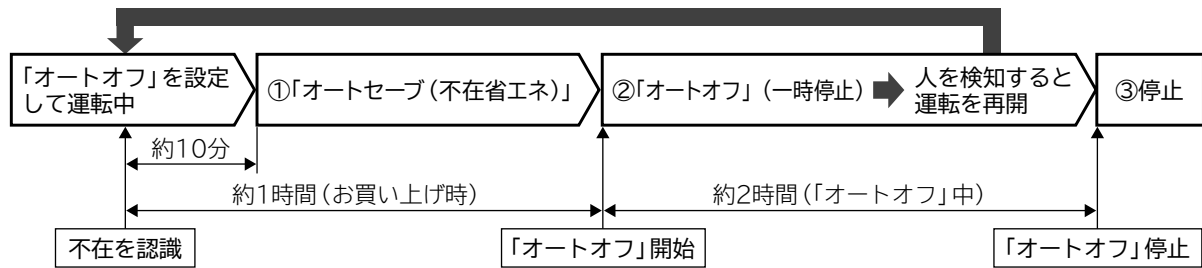 「オートオフ」を設定
して運転中
①「オートセーブ(不在省エネ)」
②「オートオフ」(一時停止)
人を検知すると
運転を再開
③停止
約10分
約1時間(お買い上げ時)
約2時間(「オートオフ」中)
不在を認識
「オートオフ」開始
「オートオフ」停止